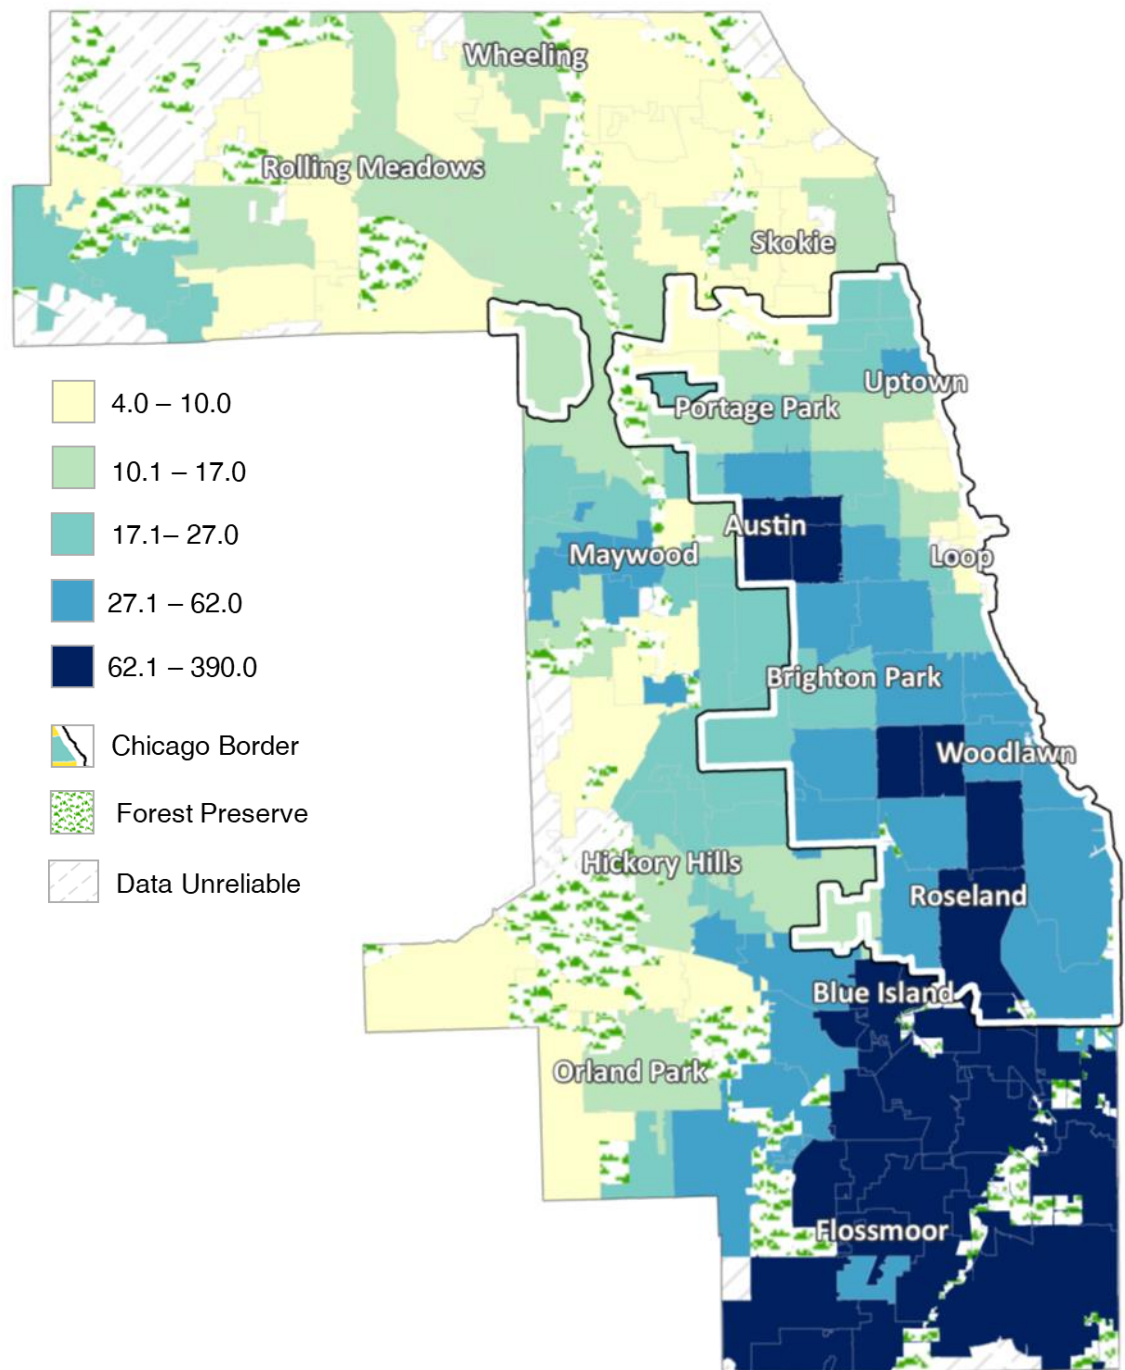 Wheeling
Rolling Meadows
Skokie
Uptown
Portage Park
Austin
Loop
Maywood
Brighton Park
Woodlawn
Hickory Hills
Roseland
Blue Island
Orland Park
Flossmoor
4.0 – 10.0
10.1 – 17.0
17.1– 27.0
27.1 – 62.0
62.1 – 390.0
Chicago Border
Forest Preserve
Data Unreliable